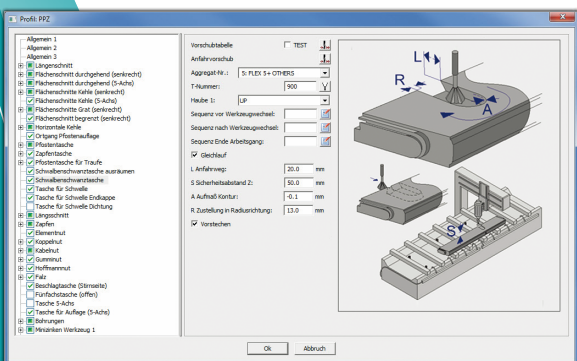 Profil: PPZ
Allgemein 1
Allgemein 2
Allgemein 3
Längenschnitt
Flächenschnitte durchgehend (senkrecht)
Flächenschnitte durchgehend (5-Achs)
Flächenschnitte Kehle (senkrecht)
Flächenschnitte Kehle (5-Achs)
Flächenschnitte Grat (senkrecht)
Flächenschnitt begrenzt (senkrecht)
Horizontale Kehle
Ortgang Pfostenauflage
Pfostentasche
Zapfentasche
Pfostentasche für Traufe
Schwalbenschwanztasche ausräumen
Schwalbenschwanztasche
Tasche für Schwelle
Tasche für Schwelle Endkappe
Tasche für Schwelle Dichtung
Längsschnitt
Zapfen
Elementnut
Koppelnut
Kabelnut
Gumminut
Hoffmannnut
Falz
Beschlagtasche (Stirnseite)
Fünfachstasche (offen)
Tasche 5-Achs
Tasche für Auflage (5-Achs)
Bohrungen
Minizinken Werkzeug 1
Vorschubtabelle
TEST
Anfahrvorschub
Aggregat-Nr.: 5: FLEX 5+ OTHERS
T-Nummer: 900
Haube 1: UP
Sequenz vor Werkzeugwechsel:
Sequenz nach Werkzeugwechsel:
Sequenz Ende Arbeitsgang:
Gleichlauf
L Anfahrweg: 20.0 mm
S Sicherheitsabstand Z: 50.0 mm
A Aufmaß Kontur: -0.1 mm
R Zustellung in Radiusrichtung: 13.0 mm
Vorstechen
L
R
A
S
Ok
Abbruch